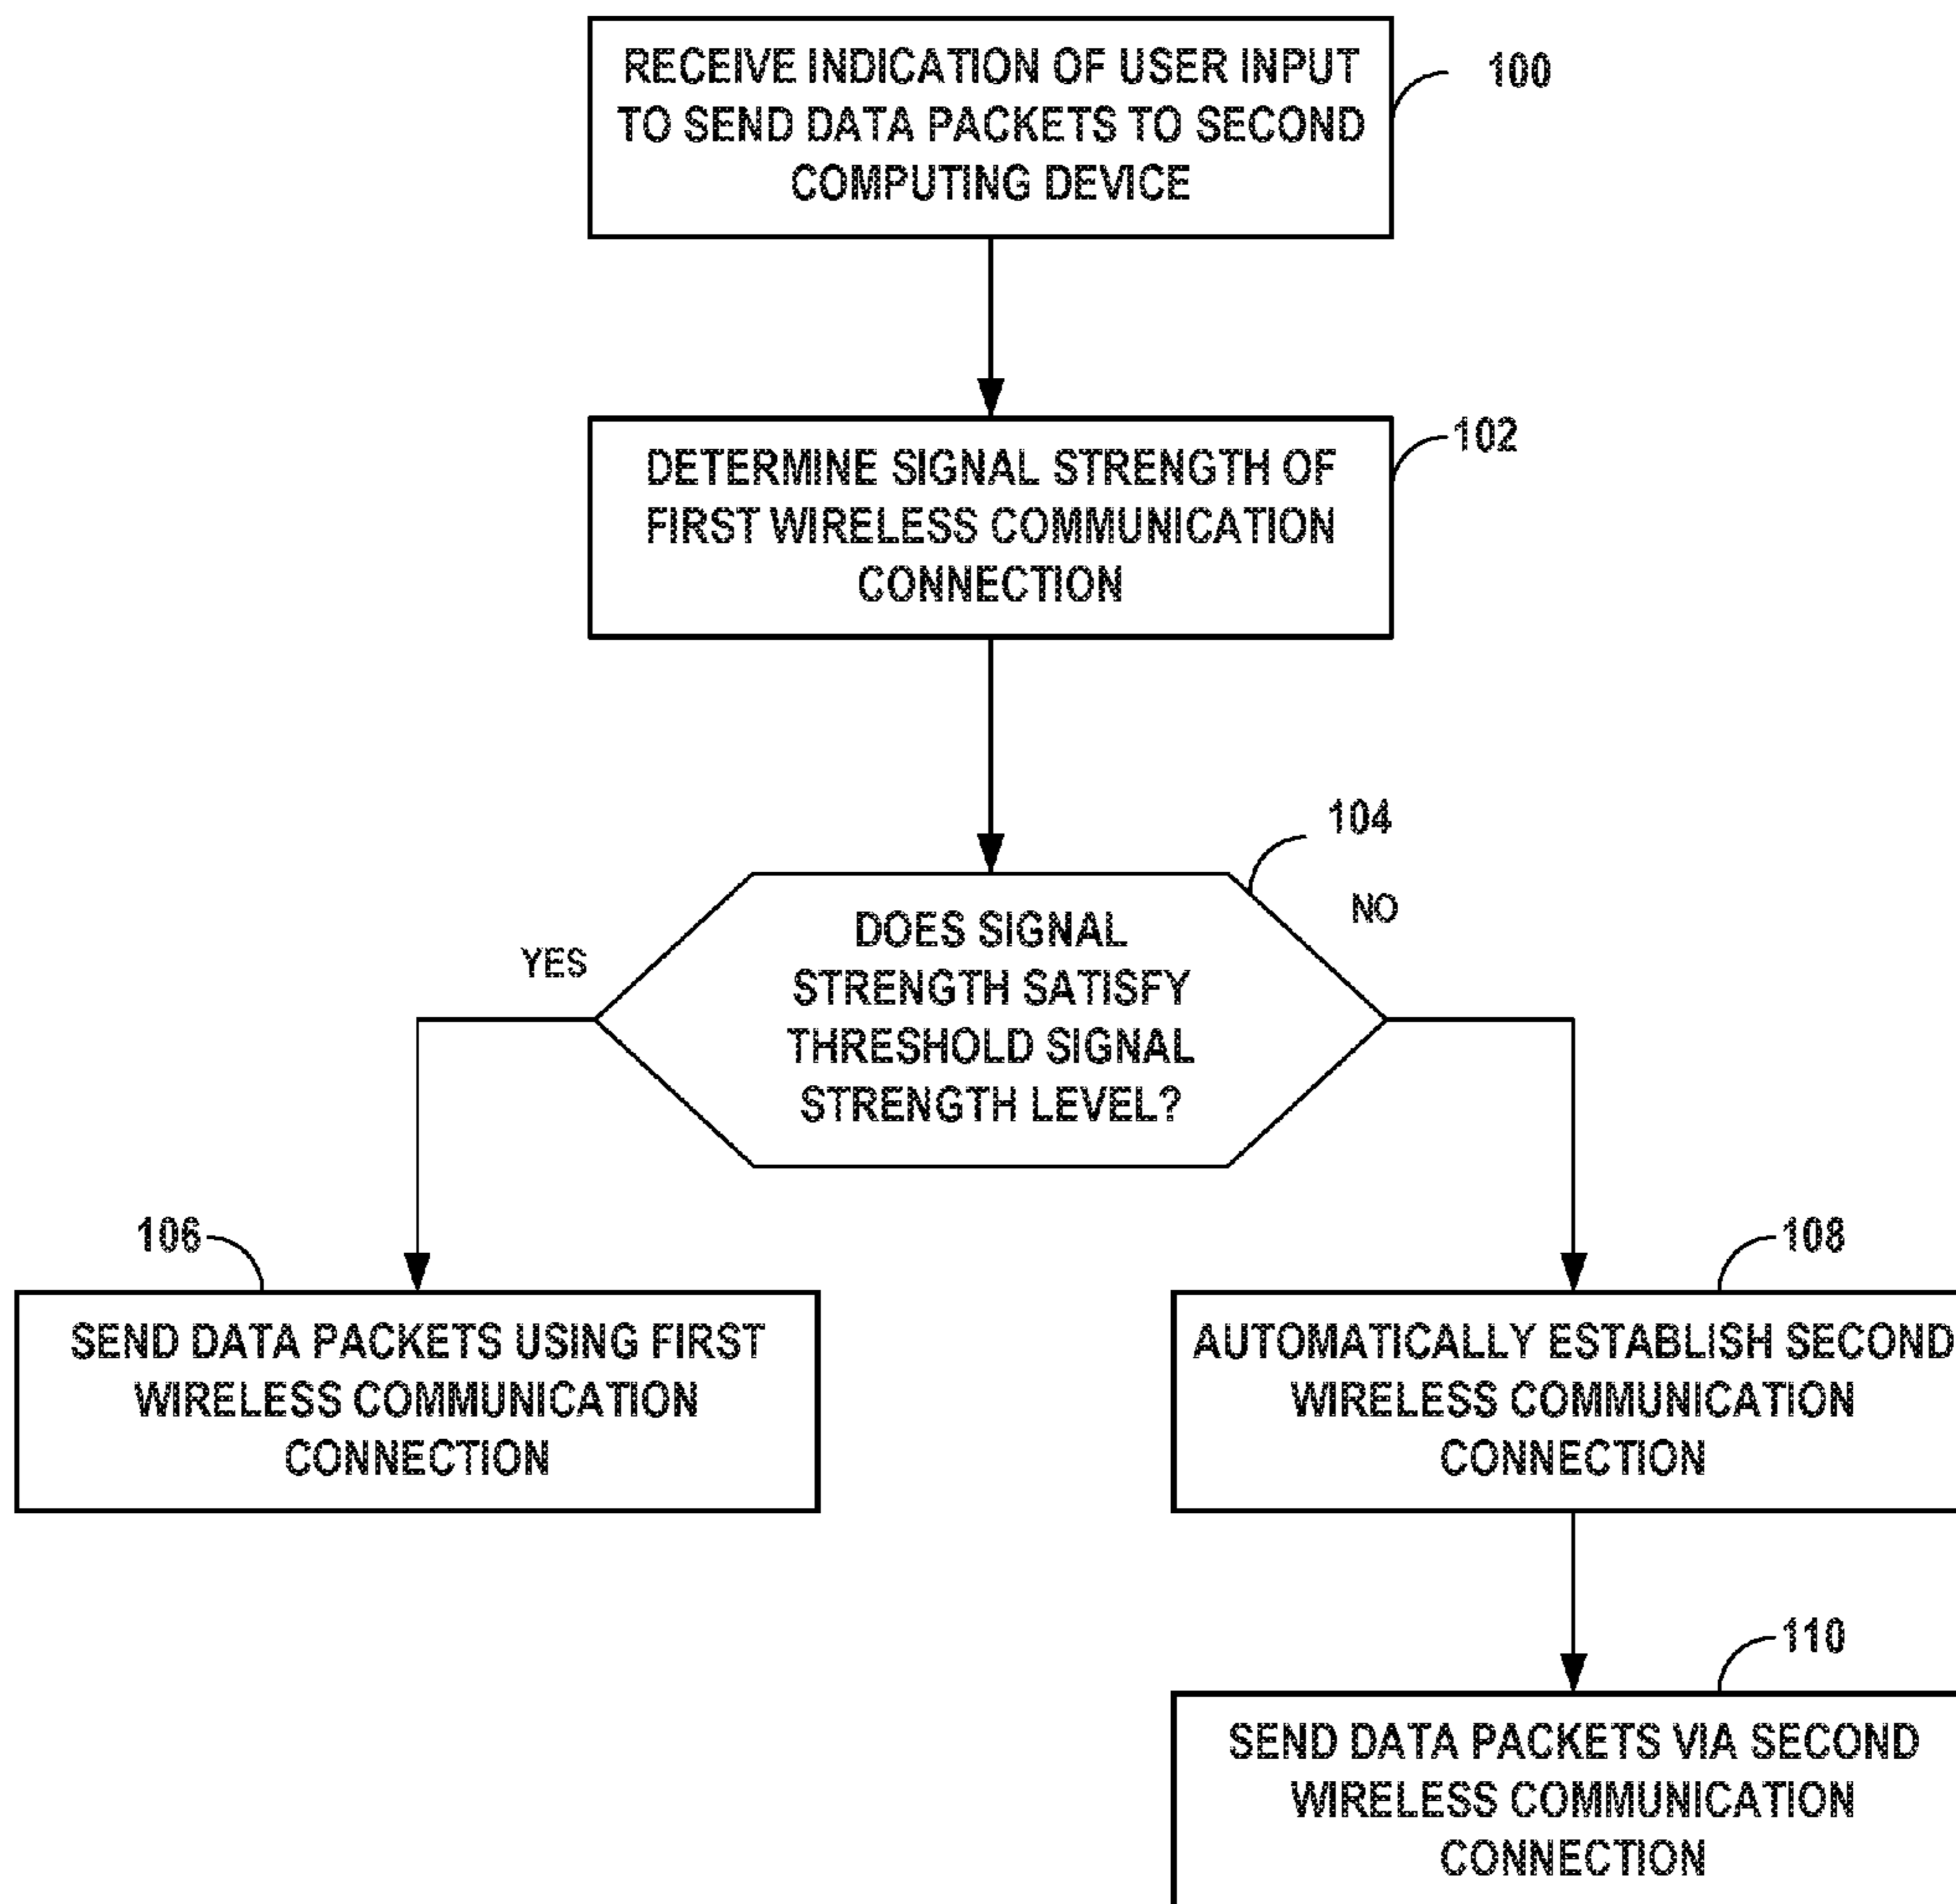 RECEIVE INDICATION OF USER INPUT
TO SEND DATA PACKETS TO SECOND
COMPUTING DEVICE
100
DETERMINE SIGNAL STRENGTH OF
FIRST WIRELESS COMMUNICATION
CONNECTION
102
104
NO
YES
DOES SIGNAL
STRENGTH SATISFY
THRESHOLD SIGNAL
STRENGTH LEVEL?
106
108
SEND DATA PACKETS USING FIRST
WIRELESS COMMUNICATION
CONNECTION
AUTOMATICALLY ESTABLISH SECOND
WIRELESS COMMUNICATION
CONNECTION
110
SEND DATA PACKETS VIA SECOND
WIRELESS COMMUNICATION
CONNECTION